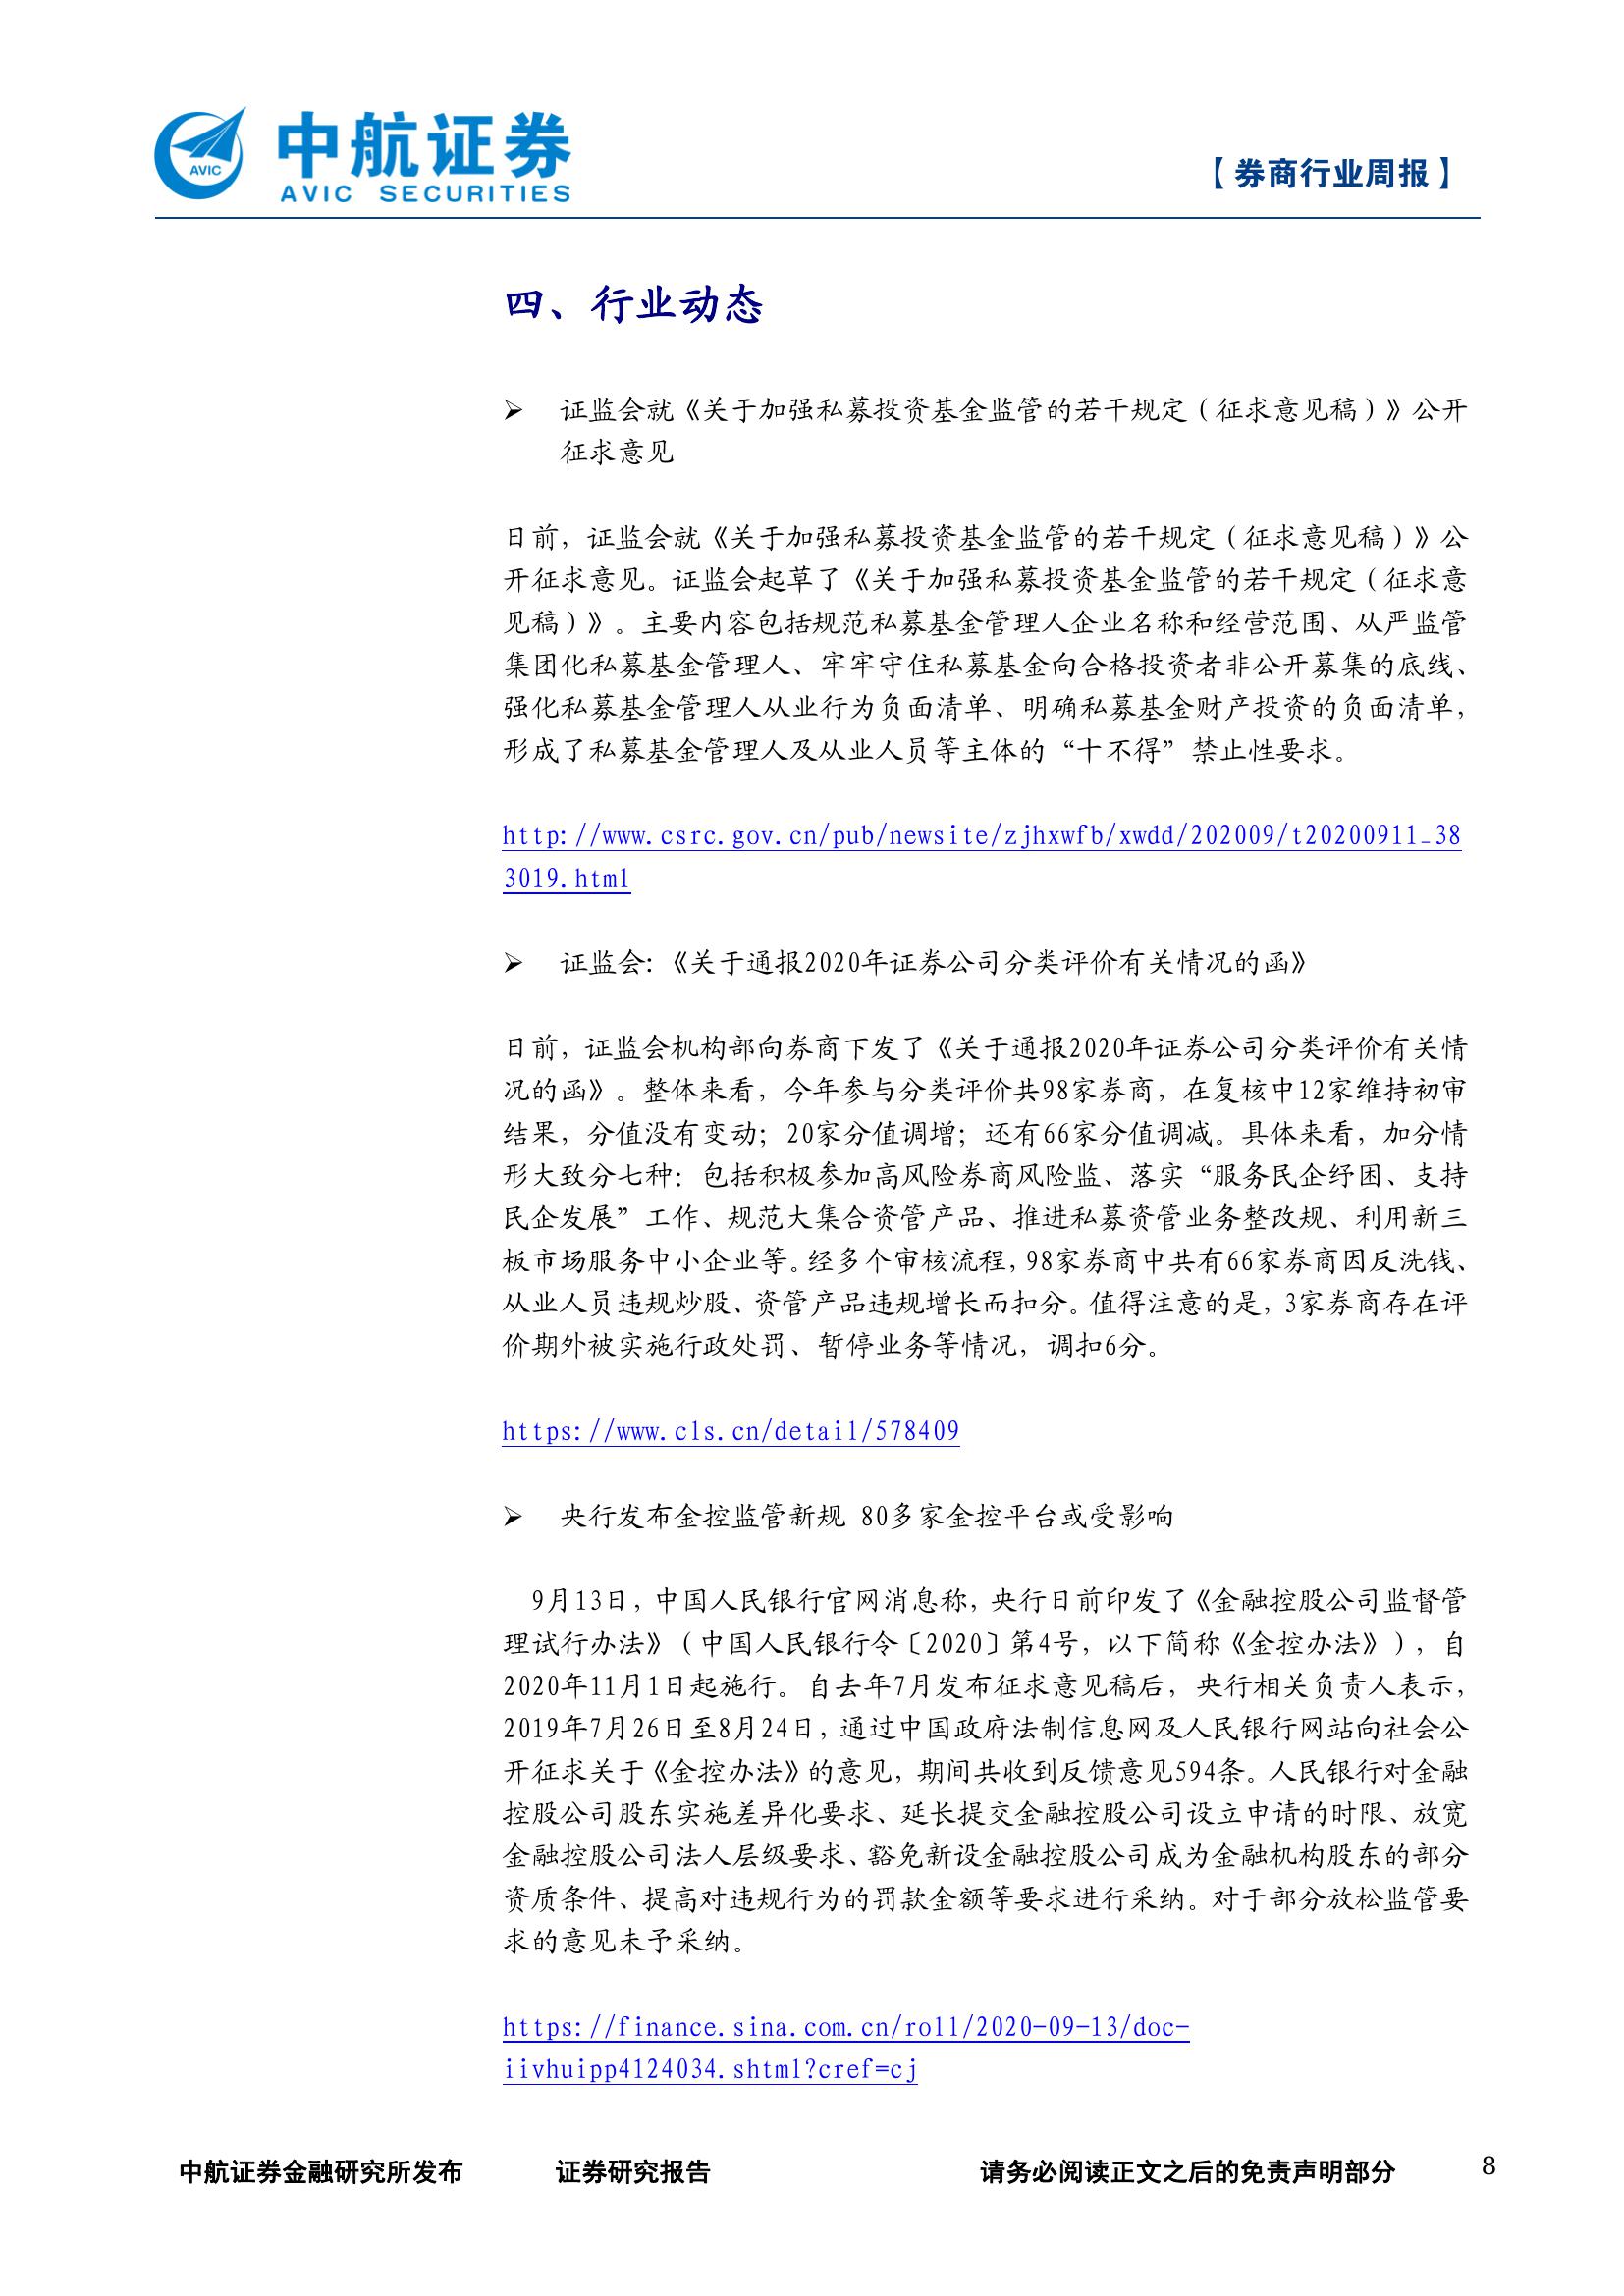 AVIC
中航证券
AVIC SECURITIES
【券商行业周报】
四、行业动态
➢ 证监会就《关于加强私募投资基金监管的若干规定（征求意见稿）》公开
征求意见
日前，证监会就《关于加强私募投资基金监管的若干规定（征求意见稿）》公
开征求意见。证监会起草了《关于加强私募投资基金监管的若干规定（征求意
见稿）》。主要内容包括规范私募基金管理人企业名称和经营范围、从严监管
集团化私募基金管理人、牢牢守住私募基金向合格投资者非公开募集的底线、
强化私募基金管理人从业行为负面清单、明确私募基金财产投资的负面清单，
形成了私募基金管理人及从业人员等主体的“十不得”禁止性要求。
http://www.csrc.gov.cn/pub/newsite/zjhxwfb/xwdd/202009/t20200911_38
3019.html
➢ 证监会：《关于通报2020年证券公司分类评价有关情况的函》
日前，证监会机构部向券商下发了《关于通报2020年证券公司分类评价有关情
况的函》。整体来看，今年参与分类评价共98家券商，在复核中12家维持初审
结果，分值没有变动；20家分值调增；还有66家分值调减。具体来看，加分情
形大致分七种：包括积极参加高风险券商风险监、落实“服务民企纾困、支持
民企发展”工作、规范大集合资管产品、推进私募资管业务整改规、利用新三
板市场服务中小企业等。经多个审核流程，98家券商中共有66家券商因反洗钱、
从业人员违规炒股、资管产品违规增长而扣分。值得注意的是，3家券商存在评
价期外被实施行政处罚、暂停业务等情况，调扣6分。
https://www.cls.cn/detail/578409
➢ 央行发布金控监管新规 80多家金控平台或受影响
9月13日，中国人民银行官网消息称，央行日前印发了《金融控股公司监督管
理试行办法》（中国人民银行令〔2020〕第4号，以下简称《金控办法》），自
2020年11月1日起施行。自去年7月发布征求意见稿后，央行相关负责人表示，
2019年7月26日至8月24日，通过中国政府法制信息网及人民银行网站向社会公
开征求关于《金控办法》的意见，期间共收到反馈意见594条。人民银行对金融
控股公司股东实施差异化要求、延长提交金融控股公司设立申请的时限、放宽
金融控股公司法人层级要求、豁免新设金融控股公司成为金融机构股东的部分
资质条件、提高对违规行为的罚款金额等要求进行采纳。对于部分放松监管要
求的意见未予采纳。
https://finance.sina.com.cn/roll/2020-09-13/doc-
iivhuipp4124034.shtml?cref=cj
中航证券金融研究所发布 证券研究报告 请务必阅读正文之后的免责声明部分 8